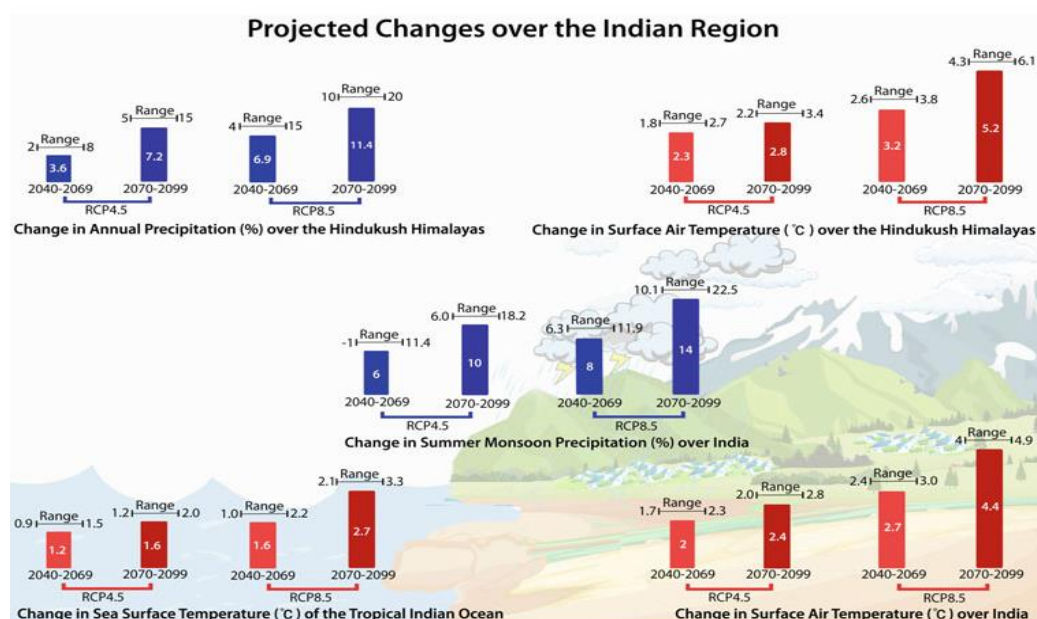 Projected Changes over the Indian Region
2 Range 8
3.6
2040-2069
5 Range 15
7.2
2070-2099
RCP4.5
4 Range 15
6.9
2040-2069
10 Range 20
11.4
2070-2099
RCP8.5
Change in Annual Precipitation (%) over the Hindukush Himalayas
1.8 Range 2.7
2.3
2040-2069
2.2 Range 3.4
2.8
2070-2099
RCP4.5
2.6 Range 3.8
3.2
2040-2069
4.3 Range 6.1
5.2
2070-2099
RCP8.5
Change in Surface Air Temperature (℃) over the Hindukush Himalayas
-1 Range 11.4
6
2040-2069
6.0 Range 18.2
10
2070-2099
RCP4.5
6.3 Range 11.9
8
2040-2069
10.1 Range 22.5
14
2070-2099
RCP8.5
Change in Summer Monsoon Precipitation (%) over India
0.9 Range 1.5
1.2
2040-2069
1.2 Range 2.0
1.6
2070-2099
RCP4.5
1.0 Range 2.2
1.6
2040-2069
2.1 Range 3.3
2.7
2070-2099
RCP8.5
Change in Sea Surface Temperature (℃) of the Tropical Indian Ocean
1.7 Range 2.3
2
2040-2069
2.0 Range 2.8
2.4
2070-2099
RCP4.5
2.4 Range 3.0
2.7
2040-2069
4 Range 4.9
4.4
2070-2099
RCP8.5
Change in Surface Air Temperature (℃) over India